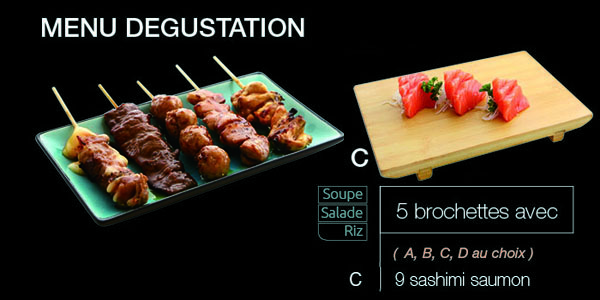 MENU DEGUSTATION
C
Soupe
Salade
Riz
5 brochettes avec
( A, B, C, D au choix )
C 9 sashimi saumon